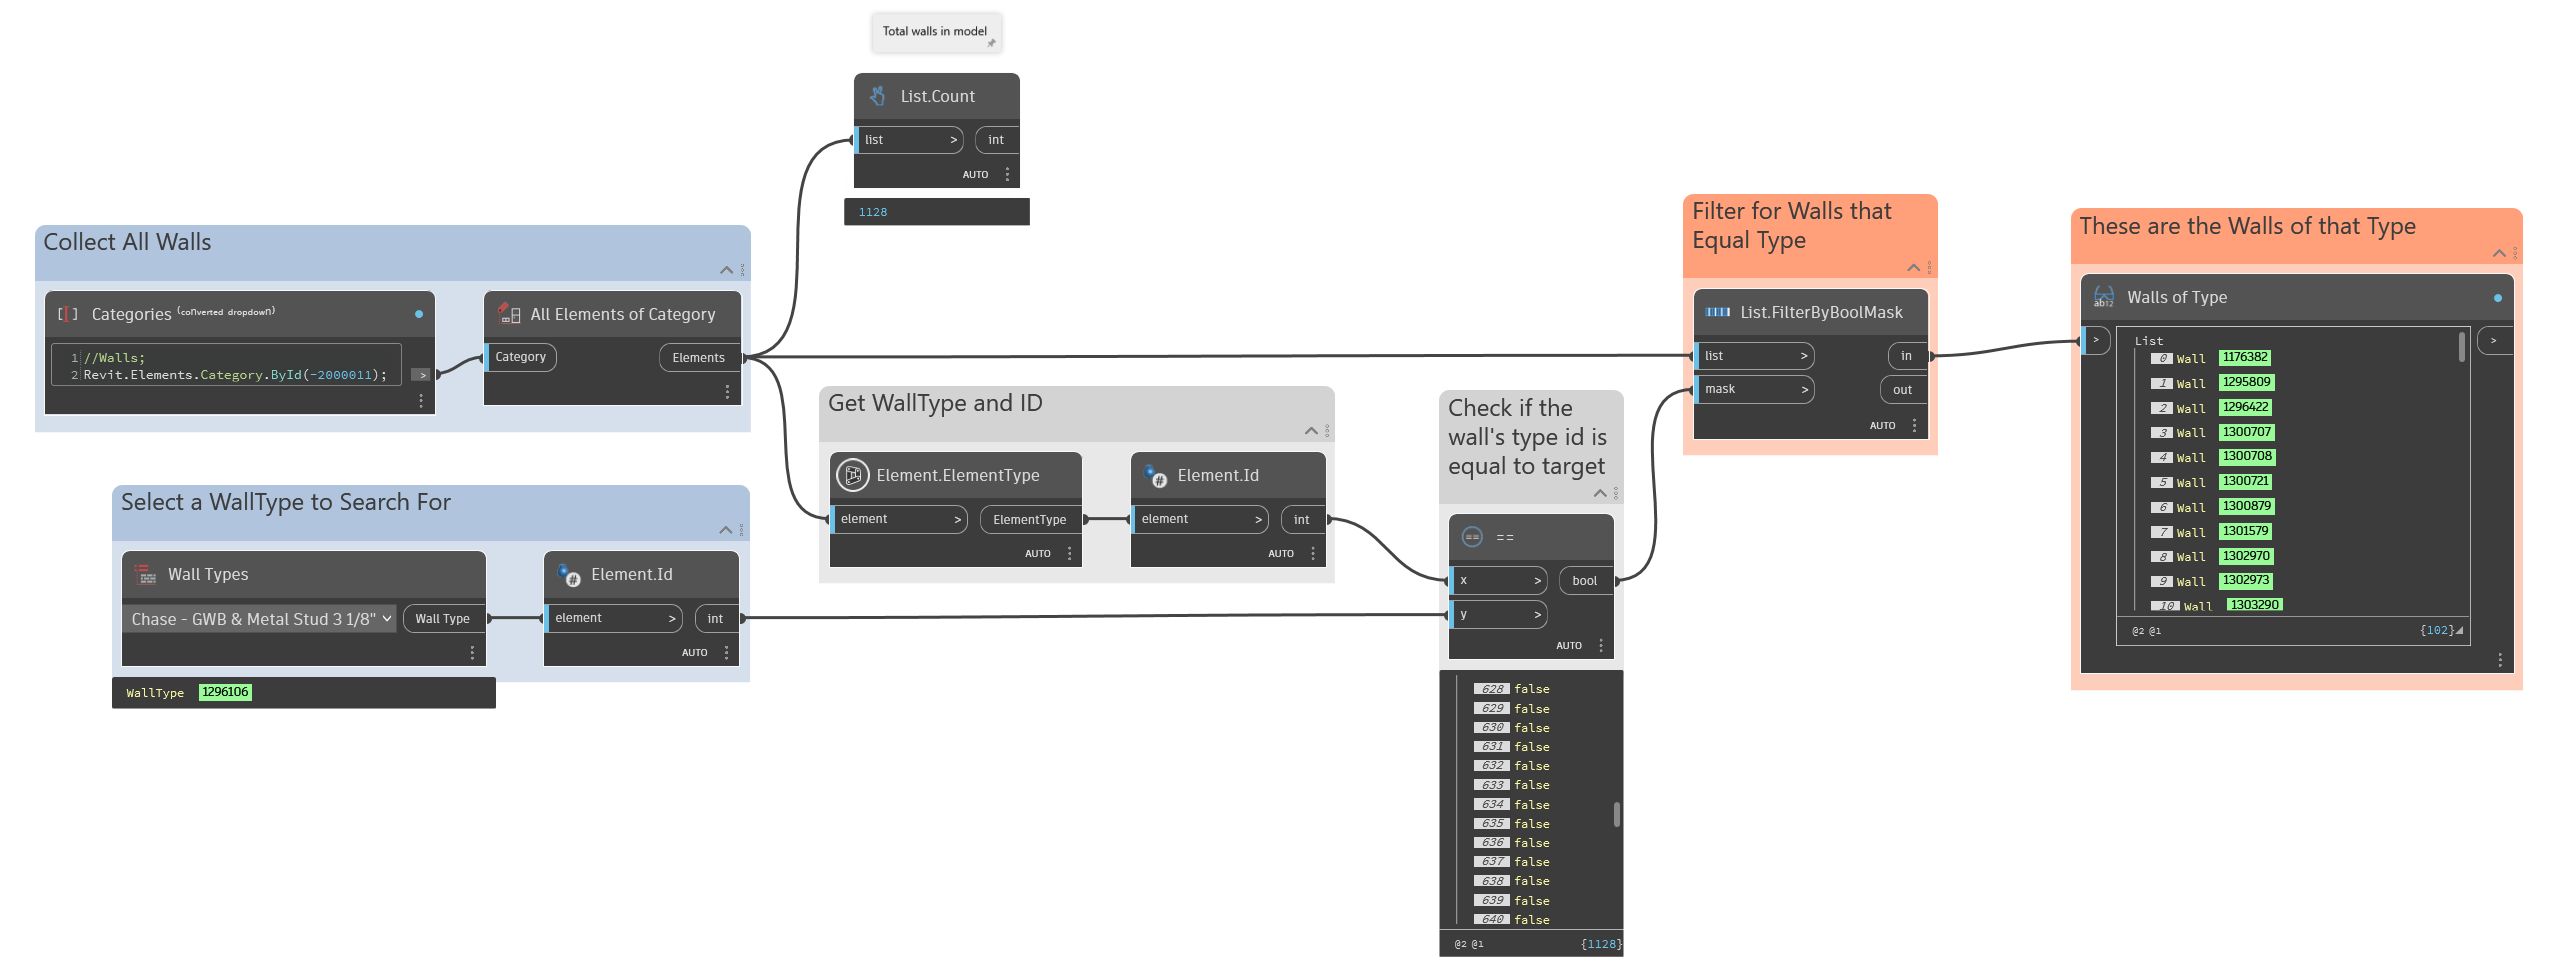 Total walls in model
List.Count
list > int
AUTO
1128
Collect All Walls
Categories (converted dropdown)
1 //Walls;
2 Revit.Elements.Category.ById(-2000011);
>
All Elements of Category
Category Elements
Select a WallType to Search For
Wall Types
Chase - GWB & Metal Stud 3 1/8" Wall Type
WallType 1296106
Element.Id
element > int
AUTO
Get WallType and ID
Element.ElementType
element > ElementType
AUTO
Element.Id
element > int
AUTO
Check if the
wall's type id is
equal to target
== ==
x > bool
y >
AUTO
628 false
629 false
630 false
631 false
632 false
633 false
634 false
635 false
636 false
637 false
638 false
639 false
640 false
@2 @1 {1128}
Filter for Walls that
Equal Type
List.FilterByBoolMask
list > in
mask > out
AUTO
These are the Walls of that Type
ab12 Walls of Type
> >
List
0 Wall 1176382
1 Wall 1295809
2 Wall 1296422
3 Wall 1300707
4 Wall 1300708
5 Wall 1300721
6 Wall 1300879
7 Wall 1301579
8 Wall 1302970
9 Wall 1302973
10 Wall 1303290
@2 @1 {102}